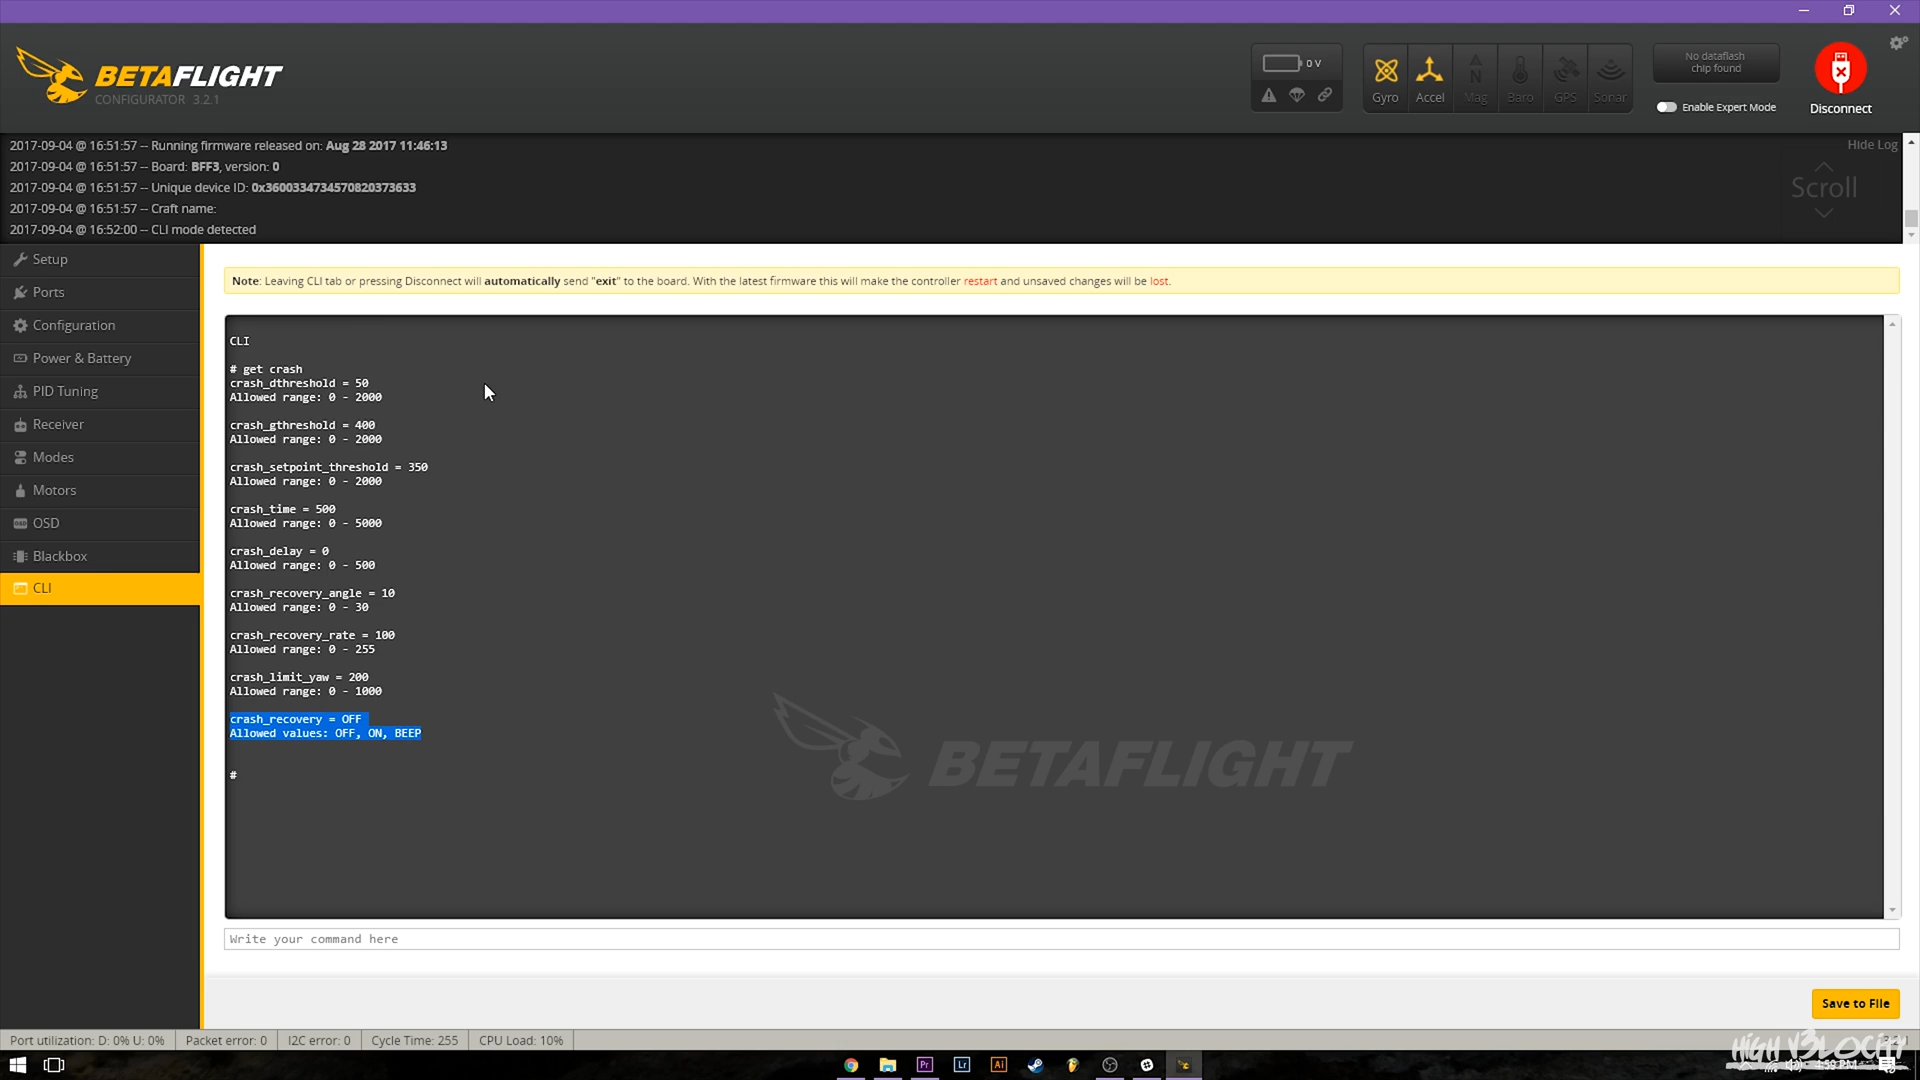 BETAFLIGHT
CONFIGURATOR 3.2.1
0 V
Gyro
Accel
Mag
Baro
GPS
Sonar
No dataflash
chip found
Enable Expert Mode
Disconnect
2017-09-04 @ 16:51:57 -- Running firmware released on: Aug 28 2017 11:46:13
2017-09-04 @ 16:51:57 -- Board: BFF3, version: 0
2017-09-04 @ 16:51:57 -- Unique device ID: 0x3600334734570820373633
2017-09-04 @ 16:51:57 -- Craft name:
2017-09-04 @ 16:52:00 -- CLI mode detected
Hide Log
Scroll
Setup
Ports
Configuration
Power & Battery
PID Tuning
Receiver
Modes
Motors
OSD
Blackbox
CLI
Note: Leaving CLI tab or pressing Disconnect will automatically send "exit" to the board. With the latest firmware this will make the controller restart and unsaved changes will be lost.
CLI
# get crash
crash_dthreshold = 50
Allowed range: 0 - 2000
crash_gthreshold = 400
Allowed range: 0 - 2000
crash_setpoint_threshold = 350
Allowed range: 0 - 2000
crash_time = 500
Allowed range: 0 - 5000
crash_delay = 0
Allowed range: 0 - 500
crash_recovery_angle = 10
Allowed range: 0 - 30
crash_recovery_rate = 100
Allowed range: 0 - 255
crash_limit_yaw = 200
Allowed range: 0 - 1000
crash_recovery = OFF
Allowed values: OFF, ON, BEEP
#
BETAFLIGHT
Write your command here
Save to File
Port utilization: D: 0% U: 0%
Packet error: 0
I2C error: 0
Cycle Time: 255
CPU Load: 10%
Pr
Lr
Ai
HIGH V3LOCITY
4:59 PM